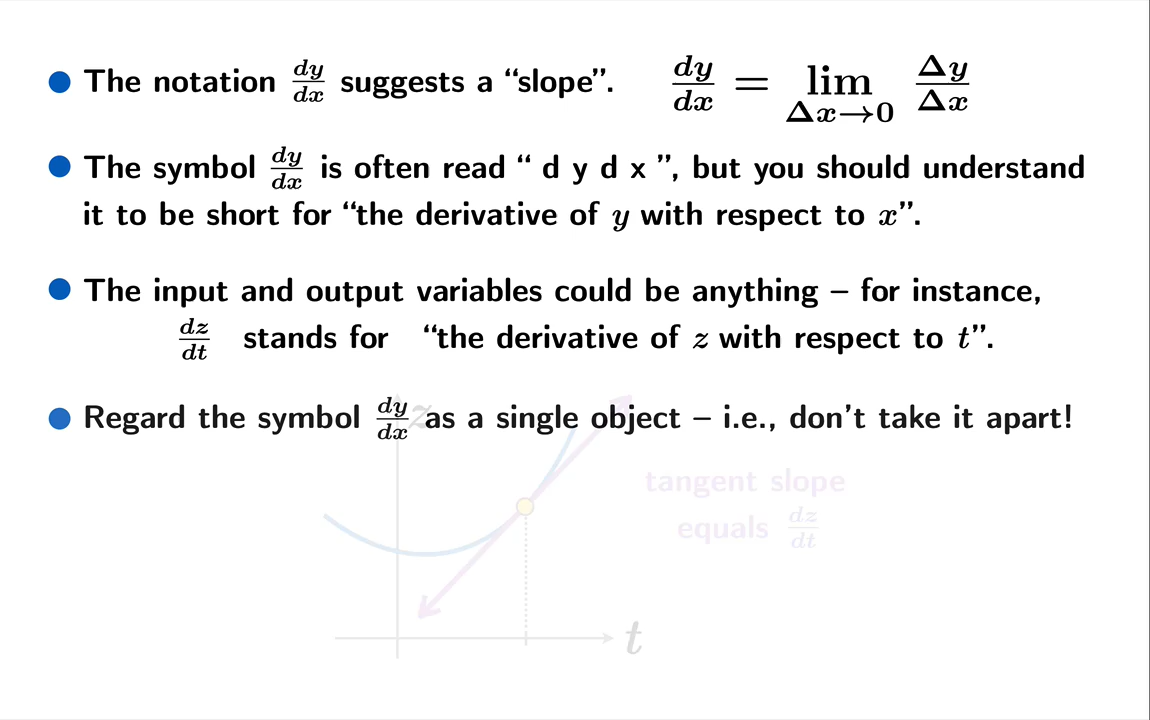 ● The notation dy/dx suggests a “slope”. dy/dx = lim Δx→0 Δy/Δx
● The symbol dy/dx is often read “ d y d x ”, but you should understand
it to be short for “the derivative of y with respect to x”.
● The input and output variables could be anything – for instance,
dz/dt stands for “the derivative of z with respect to t”.
● Regard the symbol dy/dx as a single object – i.e., don’t take it apart!
z
tangent slope
equals dz/dt
t